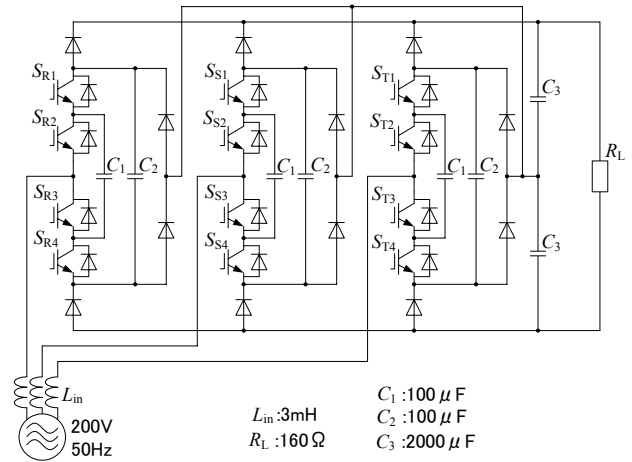 S_R1 S_S1 S_T1
C_3
S_R2 S_S2 S_T2
C_1 C_2 C_1 C_2 C_1 C_2
R_L
S_R3 S_S3 S_T3
C_3
S_R4 S_S4 S_T4
L_in
200V
50Hz
L_in :3mH
R_L :160Ω
C_1 :100μF
C_2 :100μF
C_3 :2000μF